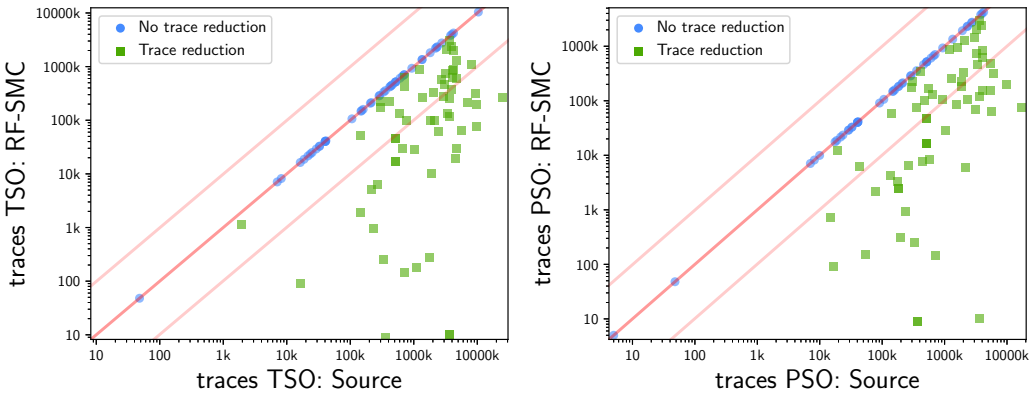 10000k
1000k
100k
10k
1k
100
10
traces TSO: RF-SMC
No trace reduction
Trace reduction
10 100 1k 10k 100k 1000k 10000k
traces TSO: Source
1000k
100k
10k
1k
100
10
traces PSO: RF-SMC
No trace reduction
Trace reduction
10 100 1k 10k 100k 1000k 10000k
traces PSO: Source